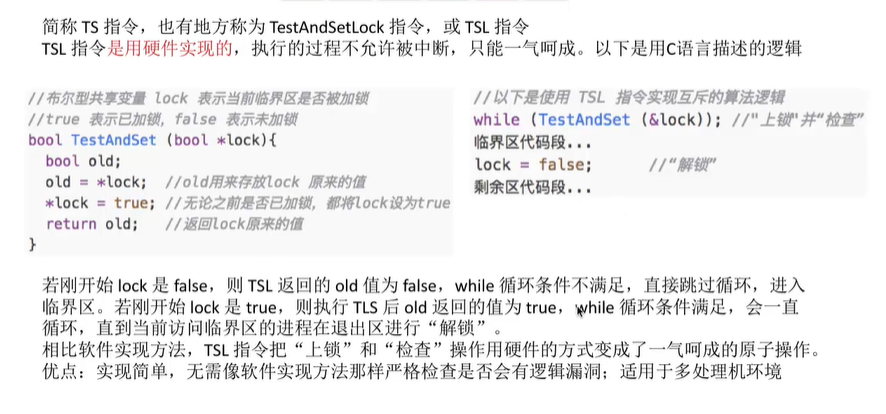 简称 TS 指令，也有地方称为 TestAndSetLock 指令，或 TSL 指令
TSL 指令是用硬件实现的，执行的过程不允许被中断，只能一气呵成。以下是用C语言描述的逻辑
//布尔型共享变量 lock 表示当前临界区是否被加锁
//true 表示已加锁，false 表示未加锁
bool TestAndSet (bool *lock){
bool old;
old = *lock; //old用来存放lock 原来的值
*lock = true; //无论之前是否已加锁，都将lock设为true
return old; //返回lock原来的值
}
//以下是使用 TSL 指令实现互斥的算法逻辑
while (TestAndSet (&lock)); //"上锁"并"检查"
临界区代码段...
lock = false; //"解锁"
剩余区代码段...
若刚开始 lock 是 false，则 TSL 返回的 old 值为 false，while 循环条件不满足，直接跳过循环，进入
临界区。若刚开始 lock 是 true，则执行 TLS 后 old 返回的值为 true，while 循环条件满足，会一直
循环，直到当前访问临界区的进程在退出区进行“解锁”。
相比软件实现方法，TSL 指令把“上锁”和“检查”操作用硬件的方式变成了一气呵成的原子操作。
优点：实现简单，无需像软件实现方法那样严格检查是否会有逻辑漏洞；适用于多处理机环境